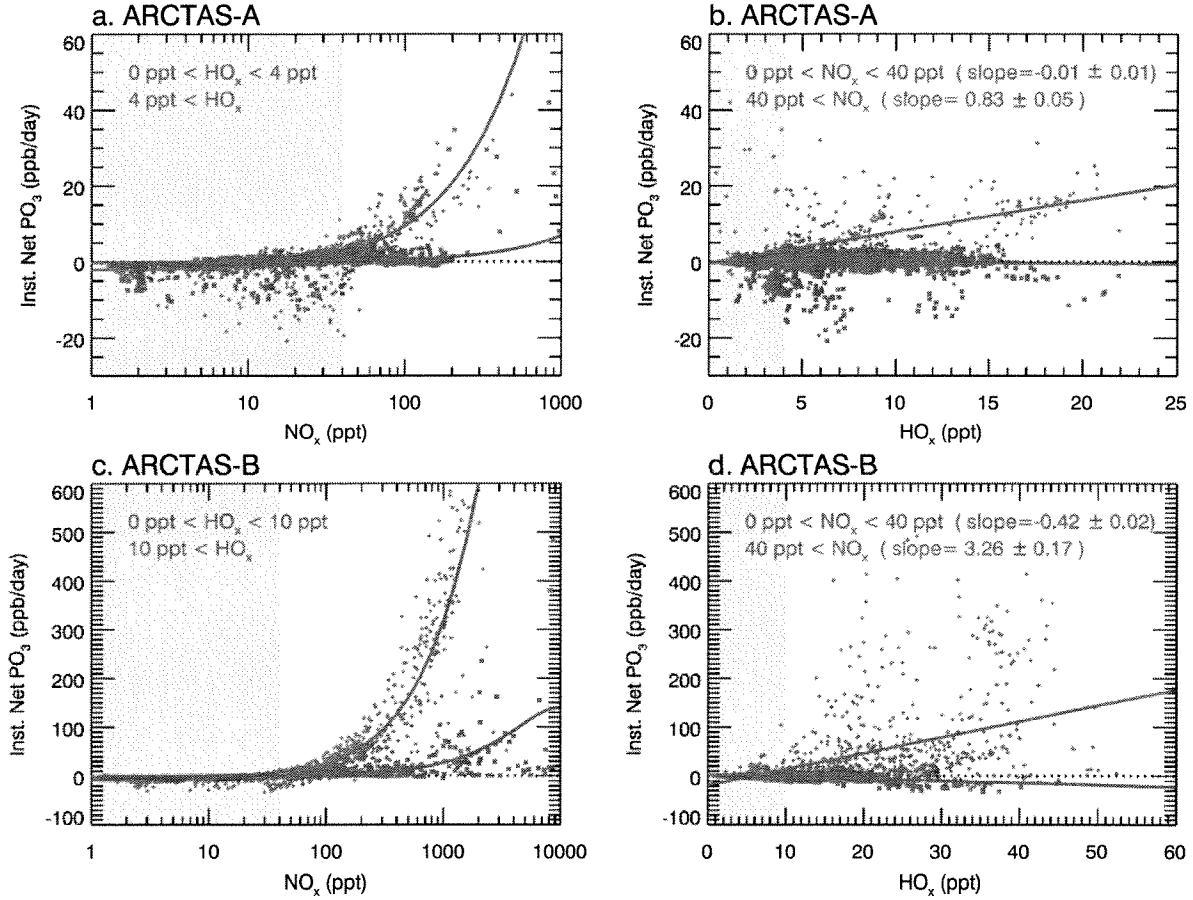 a. ARCTAS-A
0 ppt < HOx < 4 ppt
4 ppt < HOx
60
40
20
0
-20
Inst. Net PO3 (ppb/day)
1
10
100
1000
NOx (ppt)
b. ARCTAS-A
0 ppt < NOx < 40 ppt ( slope=-0.01 ± 0.01)
40 ppt < NOx ( slope= 0.83 ± 0.05 )
60
40
20
0
-20
Inst. Net PO3 (ppb/day)
0
5
10
15
20
25
HOx (ppt)
c. ARCTAS-B
0 ppt < HOx < 10 ppt
10 ppt < HOx
600
500
400
300
200
100
0
-100
Inst. Net PO3 (ppb/day)
1
10
100
1000
10000
NOx (ppt)
d. ARCTAS-B
0 ppt < NOx < 40 ppt ( slope=-0.42 ± 0.02)
40 ppt < NOx ( slope= 3.26 ± 0.17 )
600
500
400
300
200
100
0
-100
Inst. Net PO3 (ppb/day)
0
10
20
30
40
50
60
HOx (ppt)